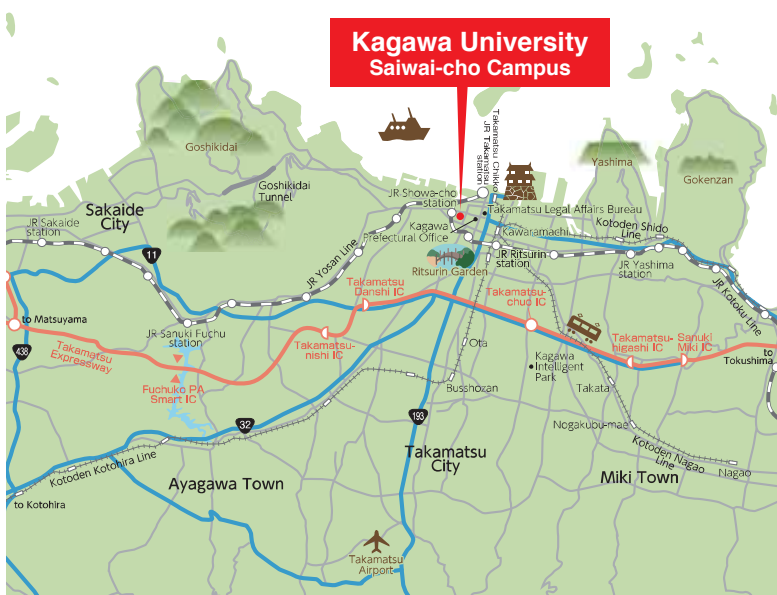 Kagawa University
Saiwai-cho Campus
Takamatsu Chikko
JR Takamatsu
station
Goshikidai
Yashima
Gokenzan
Goshikidai
Tunnel
JR Showa-cho
station
Takamatsu Legal Affairs Bureau
Sakaide
City
JR Sakaide
station
Kagawa
Prefectural Office
Kawaramachi
Kotoden Shido
Line
JR Yosan Line
Ritsurin Garden
JR Ritsurin
station
JR Yashima
station
JR Kotoku Line
11
Takamatsu
Danshi IC
Takamatsu-
chuo IC
to Matsuyama
JR Sanuki Fuchu
station
Takamatsu-
nishi IC
Takamatsu-
higashi IC
Sanuki
Miki IC
to
Tokushima
438
Takamatsu
Expressway
Ota
Kagawa
Intelligent
Park
Fuchuko PA
Smart IC
Busshozan
Takata
193
32
Nogakubu-mae
Kotoden Kotohira Line
Takamatsu
City
Kotoden Nagao
Line
Nagao
Ayagawa Town
Miki Town
to Kotohira
Takamatsu
Airport